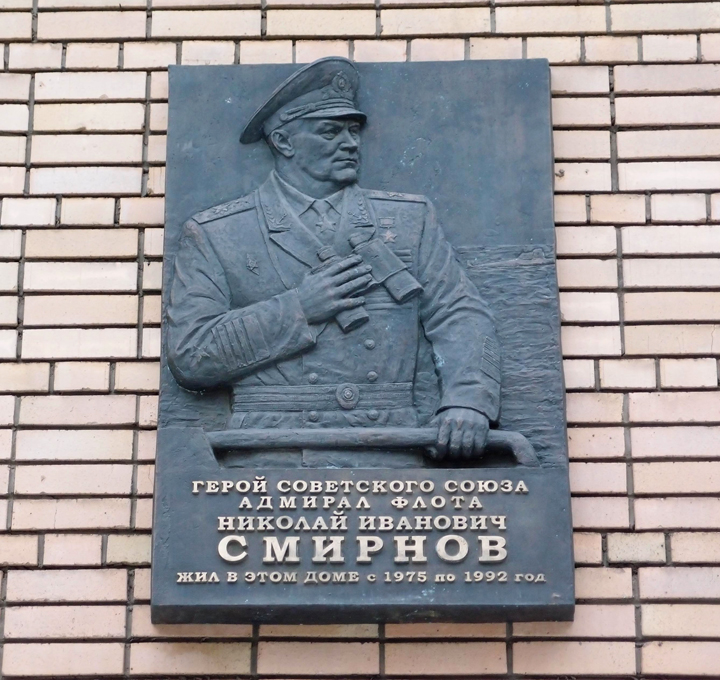 ГЕРОЙ СОВЕТСКОГО СОЮЗА
АДМИРАЛ ФЛОТА
НИКОЛАЙ ИВАНОВИЧ
СМИРНОВ
ЖИЛ В ЭТОМ ДОМЕ с 1975 по 1992 год